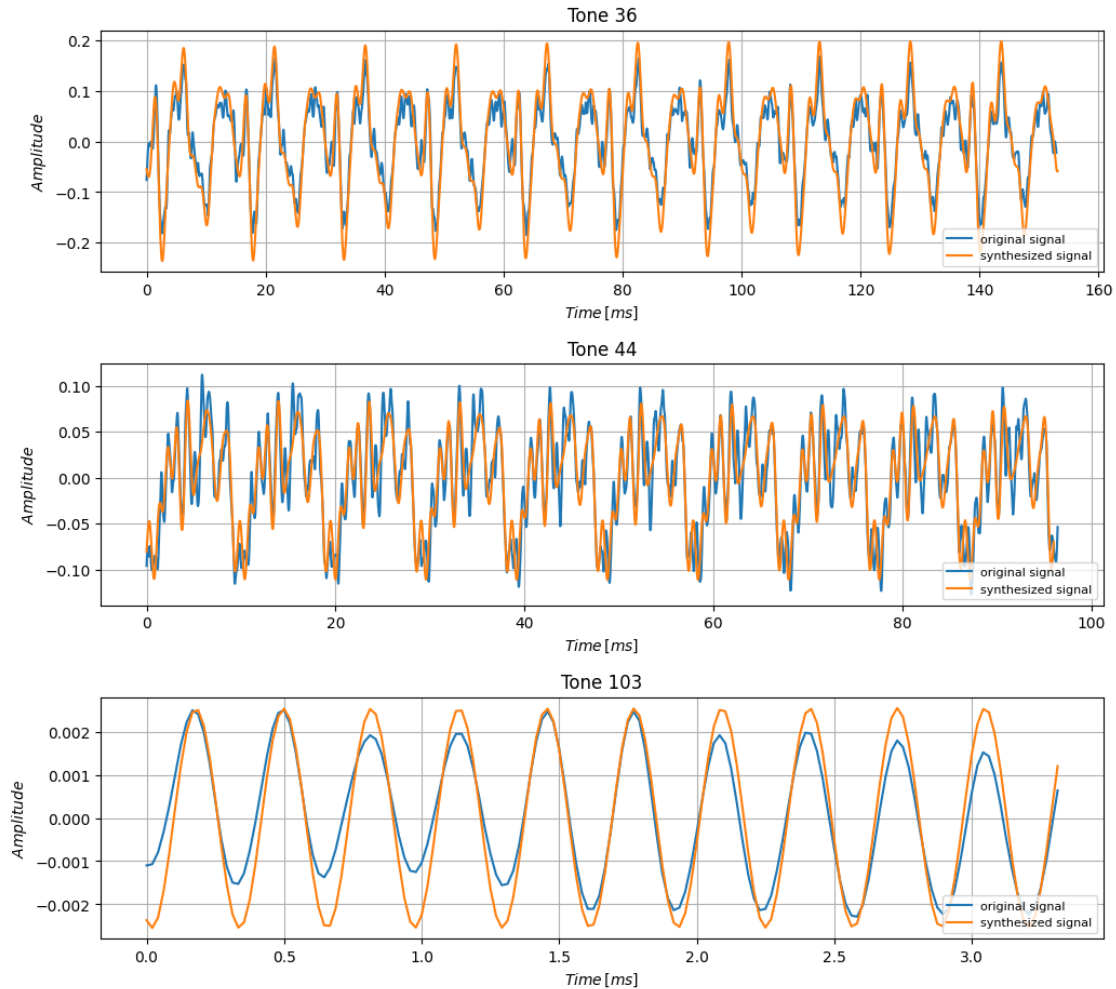 Tone 36
0.2
0.1
0.0
−0.1
−0.2
Amplitude
0 20 40 60 80 100 120 140 160
Time [ms]
original signal
synthesized signal
Tone 44
0.10
0.05
0.00
−0.05
−0.10
Amplitude
0 20 40 60 80 100
Time [ms]
original signal
synthesized signal
Tone 103
0.002
0.001
0.000
−0.001
−0.002
Amplitude
0.0 0.5 1.0 1.5 2.0 2.5 3.0
Time [ms]
original signal
synthesized signal